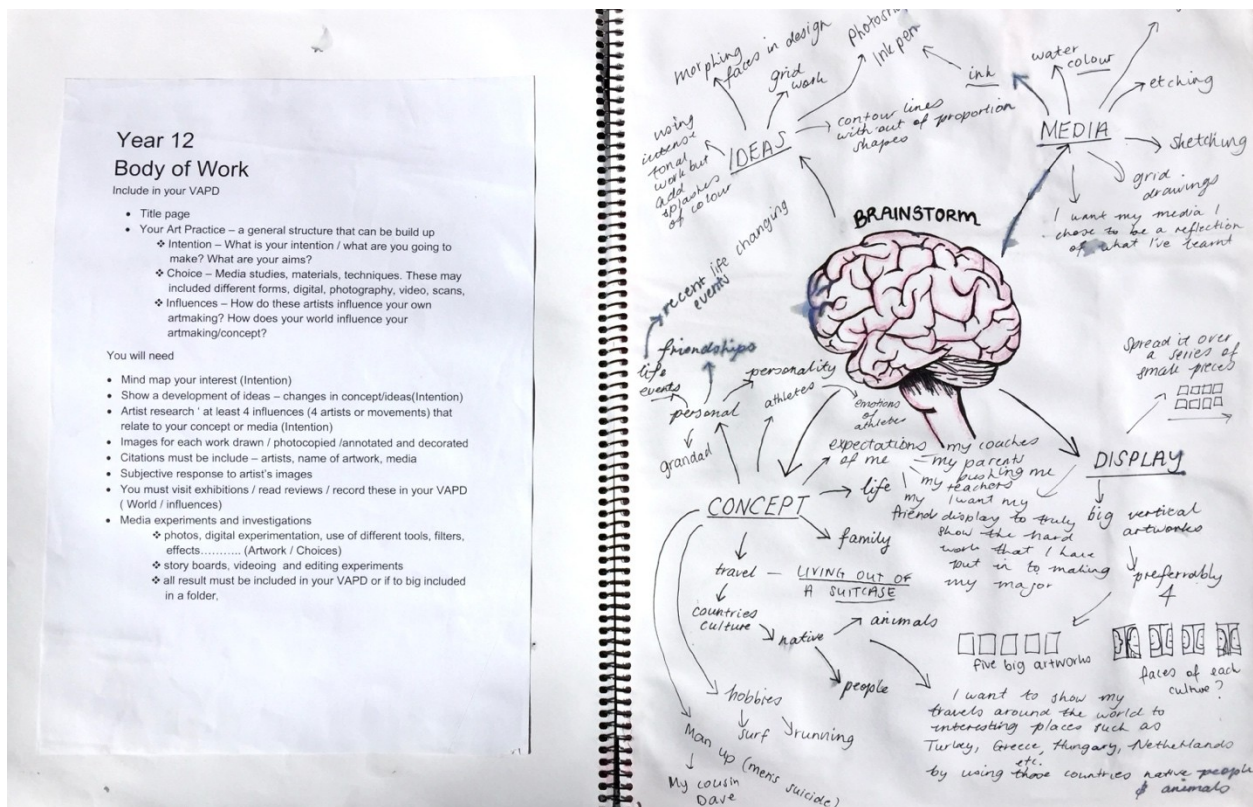 Year 12
Body of Work
Include in your VAPD
• Title page
• Your Art Practice – a general structure that can be build up
❖ Intention – What is your intention / what are you going to
make? What are your aims?
❖ Choice – Media studies, materials, techniques. These may
included different forms, digital, photography, video, scans,
❖ Influences – How do these artists influence your own
artmaking? How does your world influence your
artmaking/concept?
You will need
• Mind map your interest (Intention)
• Show a development of ideas – changes in concept/ideas(Intention)
• Artist research ‘ at least 4 influences (4 artists or movements) that
relate to your concept or media (Intention)
• Images for each work drawn / photocopied /annotated and decorated
• Citations must be include – artists, name of artwork, media
• Subjective response to artist's images
• You must visit exhibitions / read reviews / record these in your VAPD
( World / influences)
• Media experiments and investigations
❖ photos, digital experimentation, use of different tools, filters,
effects........... (Artwork / Choices)
❖ story boards, videoing and editing experiments
❖ all result must be included in your VAPD or if to big included
in a folder.
BRAINSTORM
IDEAS
morphing
faces in design
grid
work
Ink pen
contour lines
with out of proportion
shapes
using
intense
tonal
work but
add
splashes
of colour
MEDIA
ink
water
colour
etching
sketching
grid
drawings
I want my media I
chose to be a reflection
of what I've learnt
DISPLAY
Spread it over
a series of
small pieces
big vertical
artworks
preferrably
4
five big artworks
faces of each
culture?
I want my
display to truly
show the hard
work that I have
put in to making
my major
CONCEPT
personal
life
events
recent life changing
events
friendships
personality
grandad
athletes
emotions
of
athletes
expectations
of me
my coaches
my parents
pushing me
my teachers
my
friend
life
family
travel — LIVING OUT OF
A SUITCASE
countries
culture
native
animals
people
I want to show my
travels around the world to
interesting places such as
Turkey, Greece, Hungary, Netherlands
etc.
by using those countries native people
& animals
hobbies
surf
running
Man up (mens suicide)
My cousin
Dave